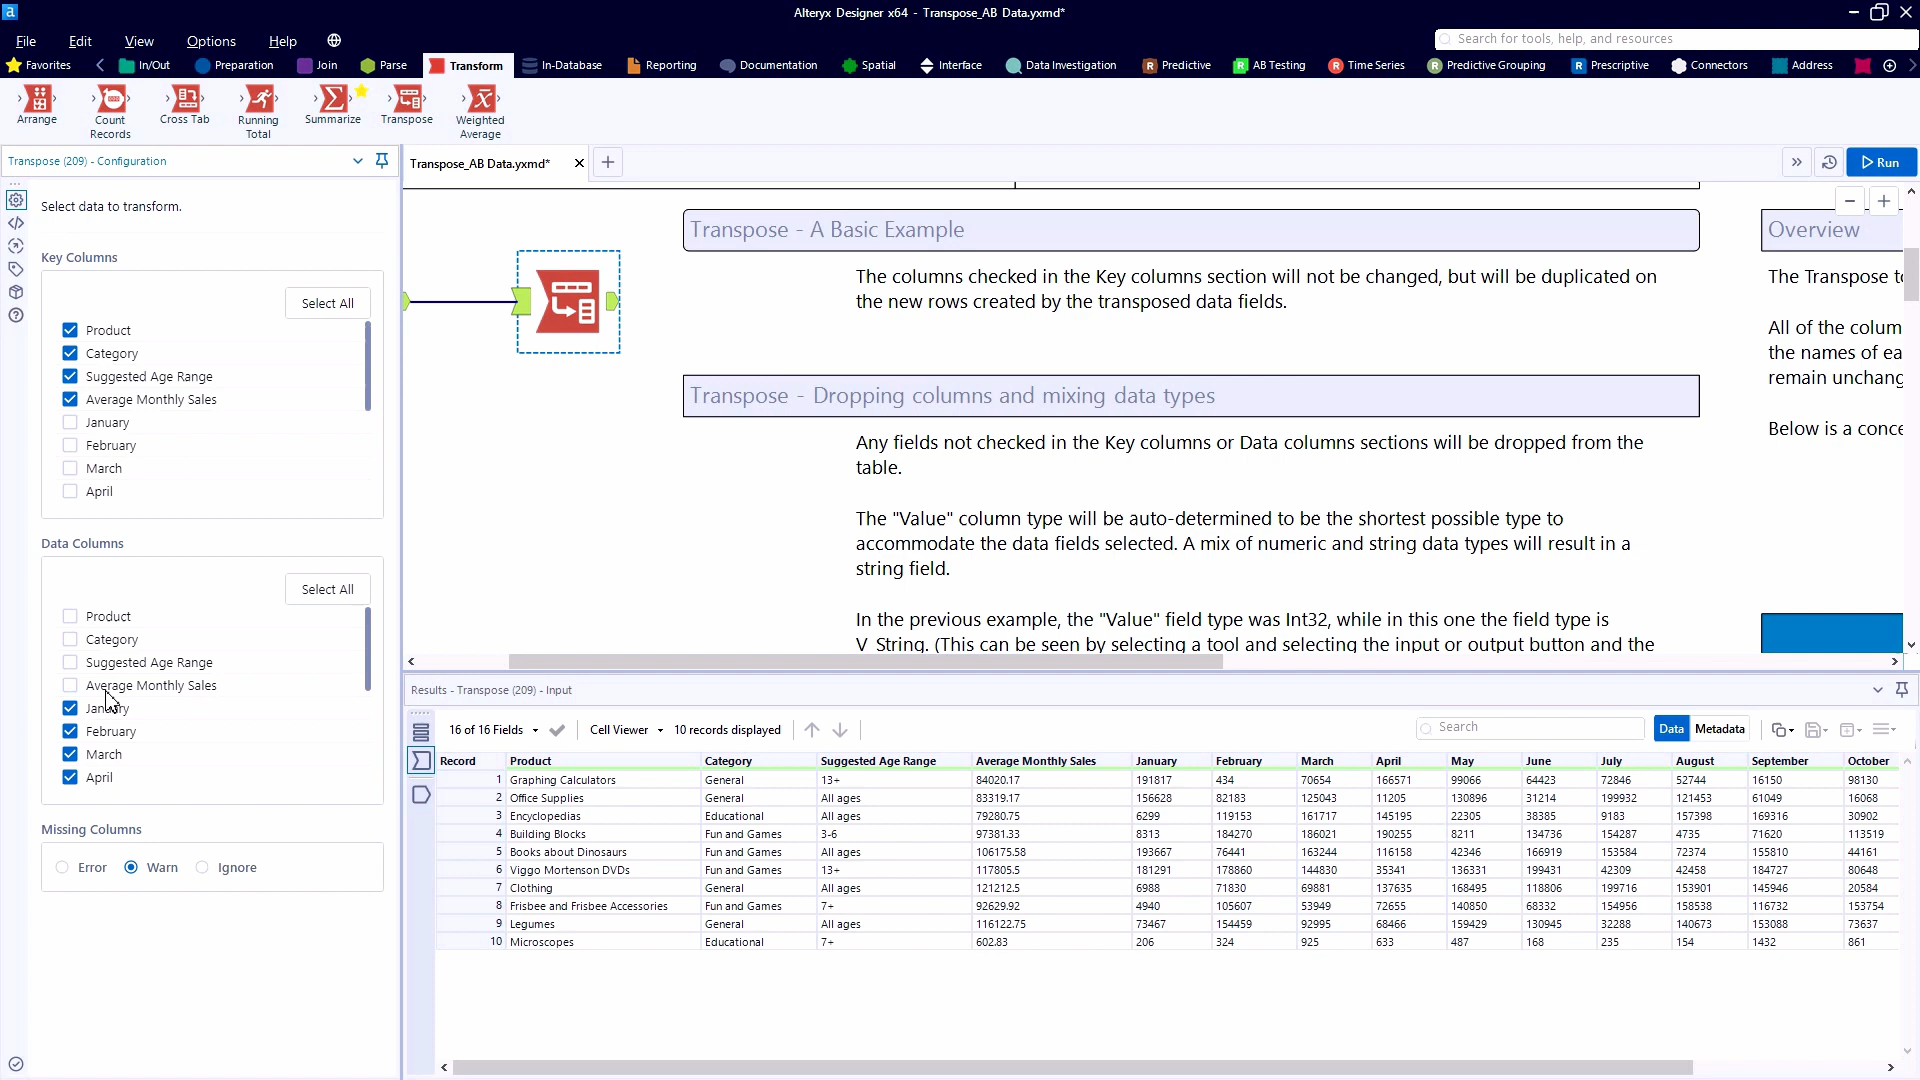 a
Alteryx Designer x64 - Transpose_AB Data.yxmd*
File Edit View Options Help
Search for tools, help, and resources
Favorites In/Out Preparation Join Parse Transform In-Database Reporting Documentation Spatial Interface Data Investigation R Predictive R AB Testing R Time Series R Predictive Grouping R Prescriptive Connectors Address
Arrange Count Records Cross Tab Running Total Summarize Transpose Weighted Average
Transpose (209) - Configuration
Transpose_AB Data.yxmd*
Run
Select data to transform.
Key Columns
Select All
Product
Category
Suggested Age Range
Average Monthly Sales
January
February
March
April
Data Columns
Select All
Product
Category
Suggested Age Range
Average Monthly Sales
January
February
March
April
Missing Columns
Error Warn Ignore
Transpose - A Basic Example
The columns checked in the Key columns section will not be changed, but will be duplicated on
the new rows created by the transposed data fields.
Transpose - Dropping columns and mixing data types
Any fields not checked in the Key columns or Data columns sections will be dropped from the
table.
The "Value" column type will be auto-determined to be the shortest possible type to
accommodate the data fields selected. A mix of numeric and string data types will result in a
string field.
In the previous example, the "Value" field type was Int32, while in this one the field type is
V_String. (This can be seen by selecting a tool and selecting the input or output button and the
Overview
The Transpose to
All of the colum
the names of ea
remain unchang
Below is a conce
Results - Transpose (209) - Input
16 of 16 Fields Cell Viewer 10 records displayed Search Data Metadata
Record Product Category Suggested Age Range Average Monthly Sales January February March April May June July August September October
1 Graphing Calculators General 13+ 84020.17 191817 434 70654 166571 99066 64423 72846 52744 16150 98130
2 Office Supplies General All ages 83319.17 156628 82183 125043 11205 130896 31214 199932 121453 61049 16068
3 Encyclopedias Educational All ages 79280.75 6299 119153 161717 145195 22305 38385 9183 157398 169316 30902
4 Building Blocks Fun and Games 3-6 97381.33 8313 184270 186021 190255 8211 134736 154287 4735 71620 113519
5 Books about Dinosaurs Fun and Games All ages 106175.58 193667 76441 163244 116158 42346 166919 153584 72374 155810 44161
6 Viggo Mortenson DVDs Fun and Games 13+ 117805.5 181291 178860 144830 35341 136331 199431 42309 42458 184727 80648
7 Clothing General All ages 121212.5 6988 71830 69881 137635 168495 118806 199716 153901 145946 20584
8 Frisbee and Frisbee Accessories Fun and Games 7+ 92629.92 4940 105607 53949 72655 140850 68332 154956 158538 116732 153754
9 Legumes General All ages 116122.75 73467 154459 92995 68466 159429 130945 32288 140673 153088 73637
10 Microscopes Educational 7+ 602.83 206 324 925 633 487 168 235 154 1432 861